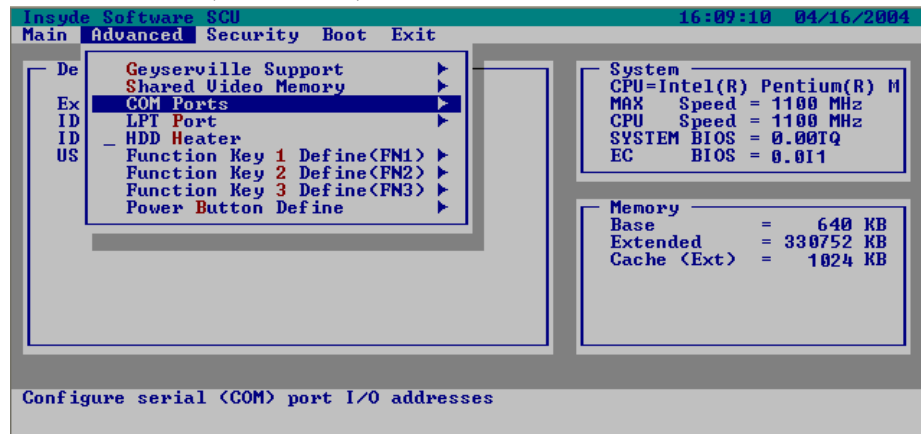 Insyde Software SCU 16:09:10 04/16/2004
Main Advanced Security Boot Exit
De
Ex
ID
ID
US
Geyserville Support
Shared Video Memory
COM Ports
LPT Port
_ HDD Heater
Function Key 1 Define(FN1)
Function Key 2 Define(FN2)
Function Key 3 Define(FN3)
Power Button Define
System
CPU=Intel(R) Pentium(R) M
MAX Speed = 1100 MHz
CPU Speed = 1100 MHz
SYSTEM BIOS = 0.00TQ
EC BIOS = 0.0I1
Memory
Base = 640 KB
Extended = 330752 KB
Cache (Ext) = 1024 KB
Configure serial (COM) port I/O addresses